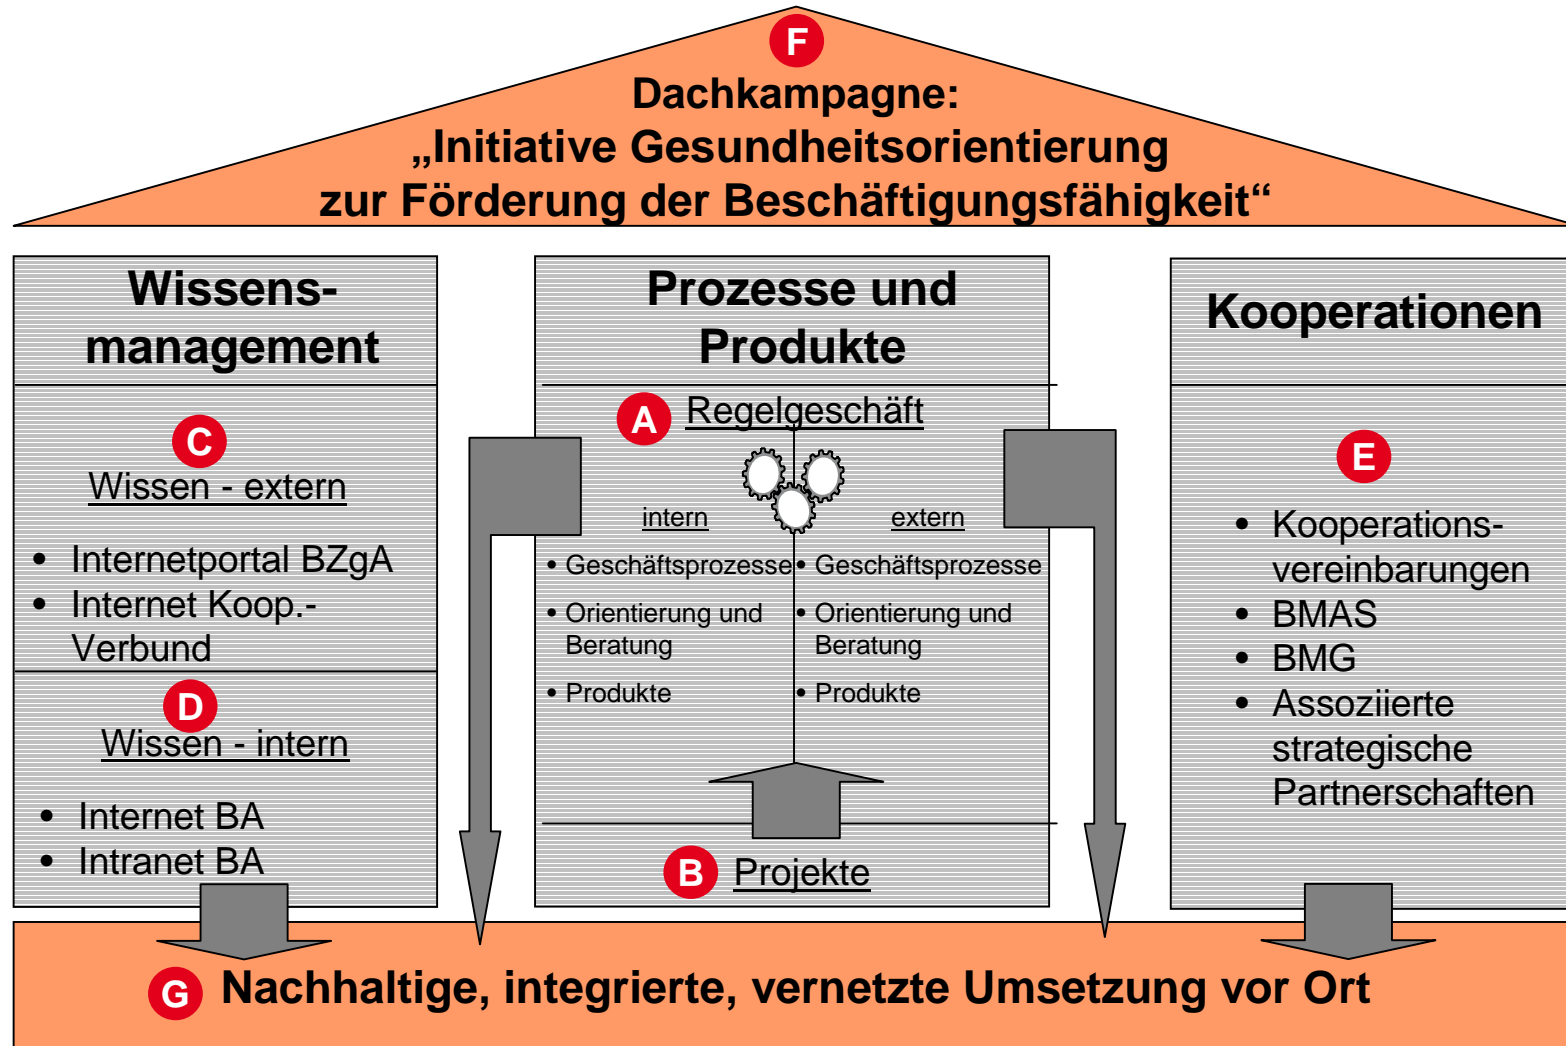 F
Dachkampagne:
„Initiative Gesundheitsorientierung
zur Förderung der Beschäftigungsfähigkeit“
Wissens-
management
C
Wissen - extern
• Internetportal BZgA
• Internet Koop.-
Verbund
D
Wissen - intern
• Internet BA
• Intranet BA
Prozesse und
Produkte
A Regelgeschäft
intern
• Geschäftsprozesse
• Orientierung und
Beratung
• Produkte
extern
• Geschäftsprozesse
• Orientierung und
Beratung
• Produkte
B Projekte
Kooperationen
E
• Kooperations-
vereinbarungen
• BMAS
• BMG
• Assoziierte
strategische
Partnerschaften
G Nachhaltige, integrierte, vernetzte Umsetzung vor Ort